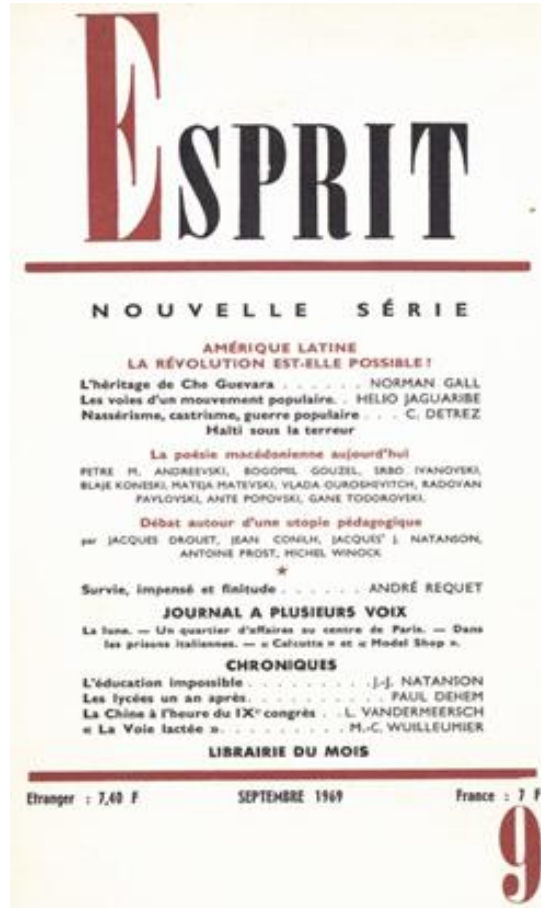 ESPRIT
NOUVELLE SÉRIE
AMÉRIQUE LATINE
LA RÉVOLUTION EST-ELLE POSSIBLE ?
L'héritage de Che Guevara . . . . . . NORMAN GALL
Les voies d'un mouvement populaire. . HELIO JAGUARIBE
Nassérisme, castrisme, guerre populaire . . . C. DETREZ
Haïti sous la terreur
La poésie macédonienne aujourd'hui
PETRE M. ANDREEVSKI, BOGOMIL GOUZEL, SRBO IVANOVSKI,
BLAJE KONESKI, MATEJA MATEVSKI, VLADA OUROSHEVITCH, RADOVAN
PAVLOVSKI, ANTE POPOVSKI, GANE TODOROVSKI.
Débat autour d'une utopie pédagogique
par JACQUES DROUET, JEAN CONILH, JACQUES J. NATANSON,
ANTOINE PROST, MICHEL WINOCK
★
Survie, impensé et finitude . . . . . . ANDRÉ REQUET
JOURNAL A PLUSIEURS VOIX
La lune. — Un quartier d'affaires au centre de Paris. — Dans
les prisons italiennes. — « Calcutta » et « Model Shop ».
CHRONIQUES
L'éducation impossible . . . . . . . . . J.-J. NATANSON
Les lycées un an après. . . . . . . . . . PAUL DEHEM
La Chine à l'heure du IXe congrès . . L. VANDERMEERSCH
« La Voie lactée ». . . . . . . . . M.-C. WUILLEUMIER
LIBRAIRIE DU MOIS
Etranger : 7,40 F SEPTEMBRE 1969 France : 7 F
9